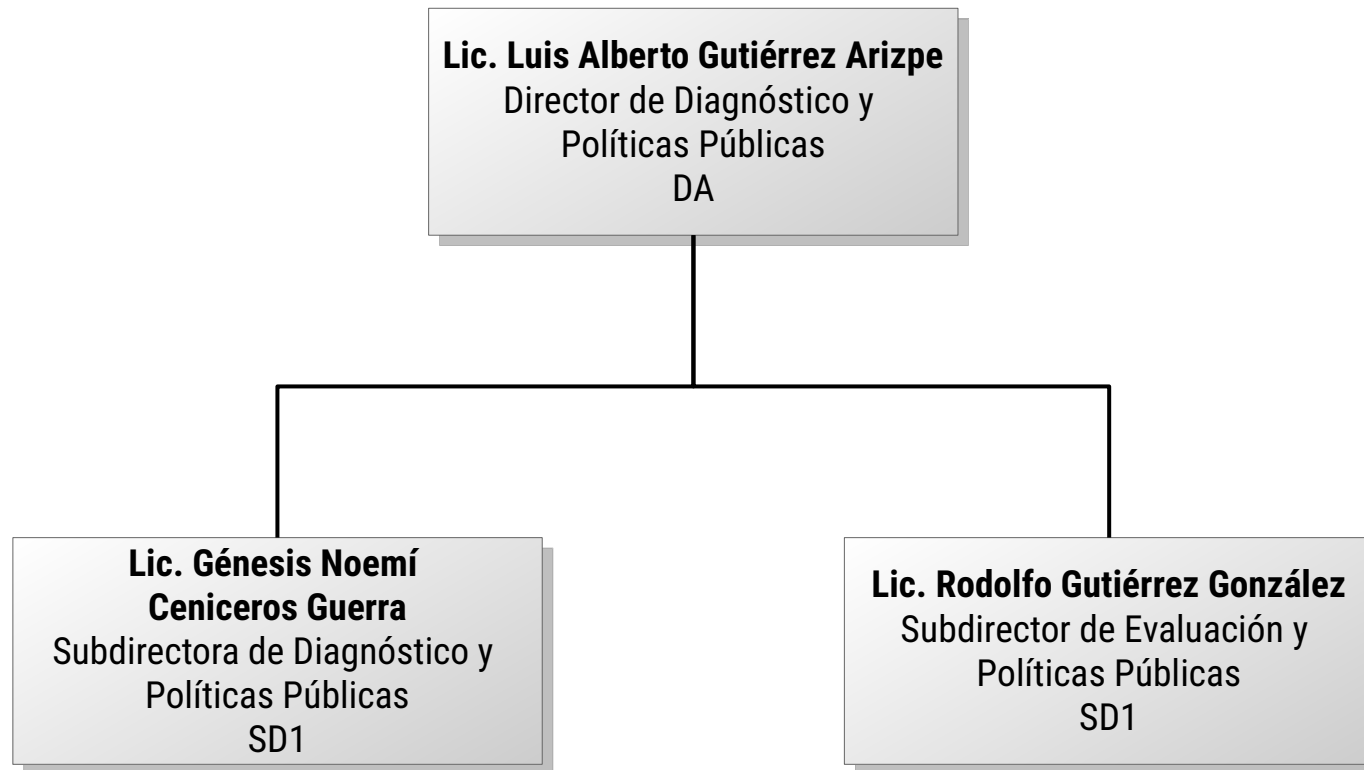 Lic. Luis Alberto Gutiérrez Arizpe
Director de Diagnóstico y
Políticas Públicas
DA
Lic. Génesis Noemí
Ceniceros Guerra
Subdirectora de Diagnóstico y
Políticas Públicas
SD1
Lic. Rodolfo Gutiérrez González
Subdirector de Evaluación y
Políticas Públicas
SD1